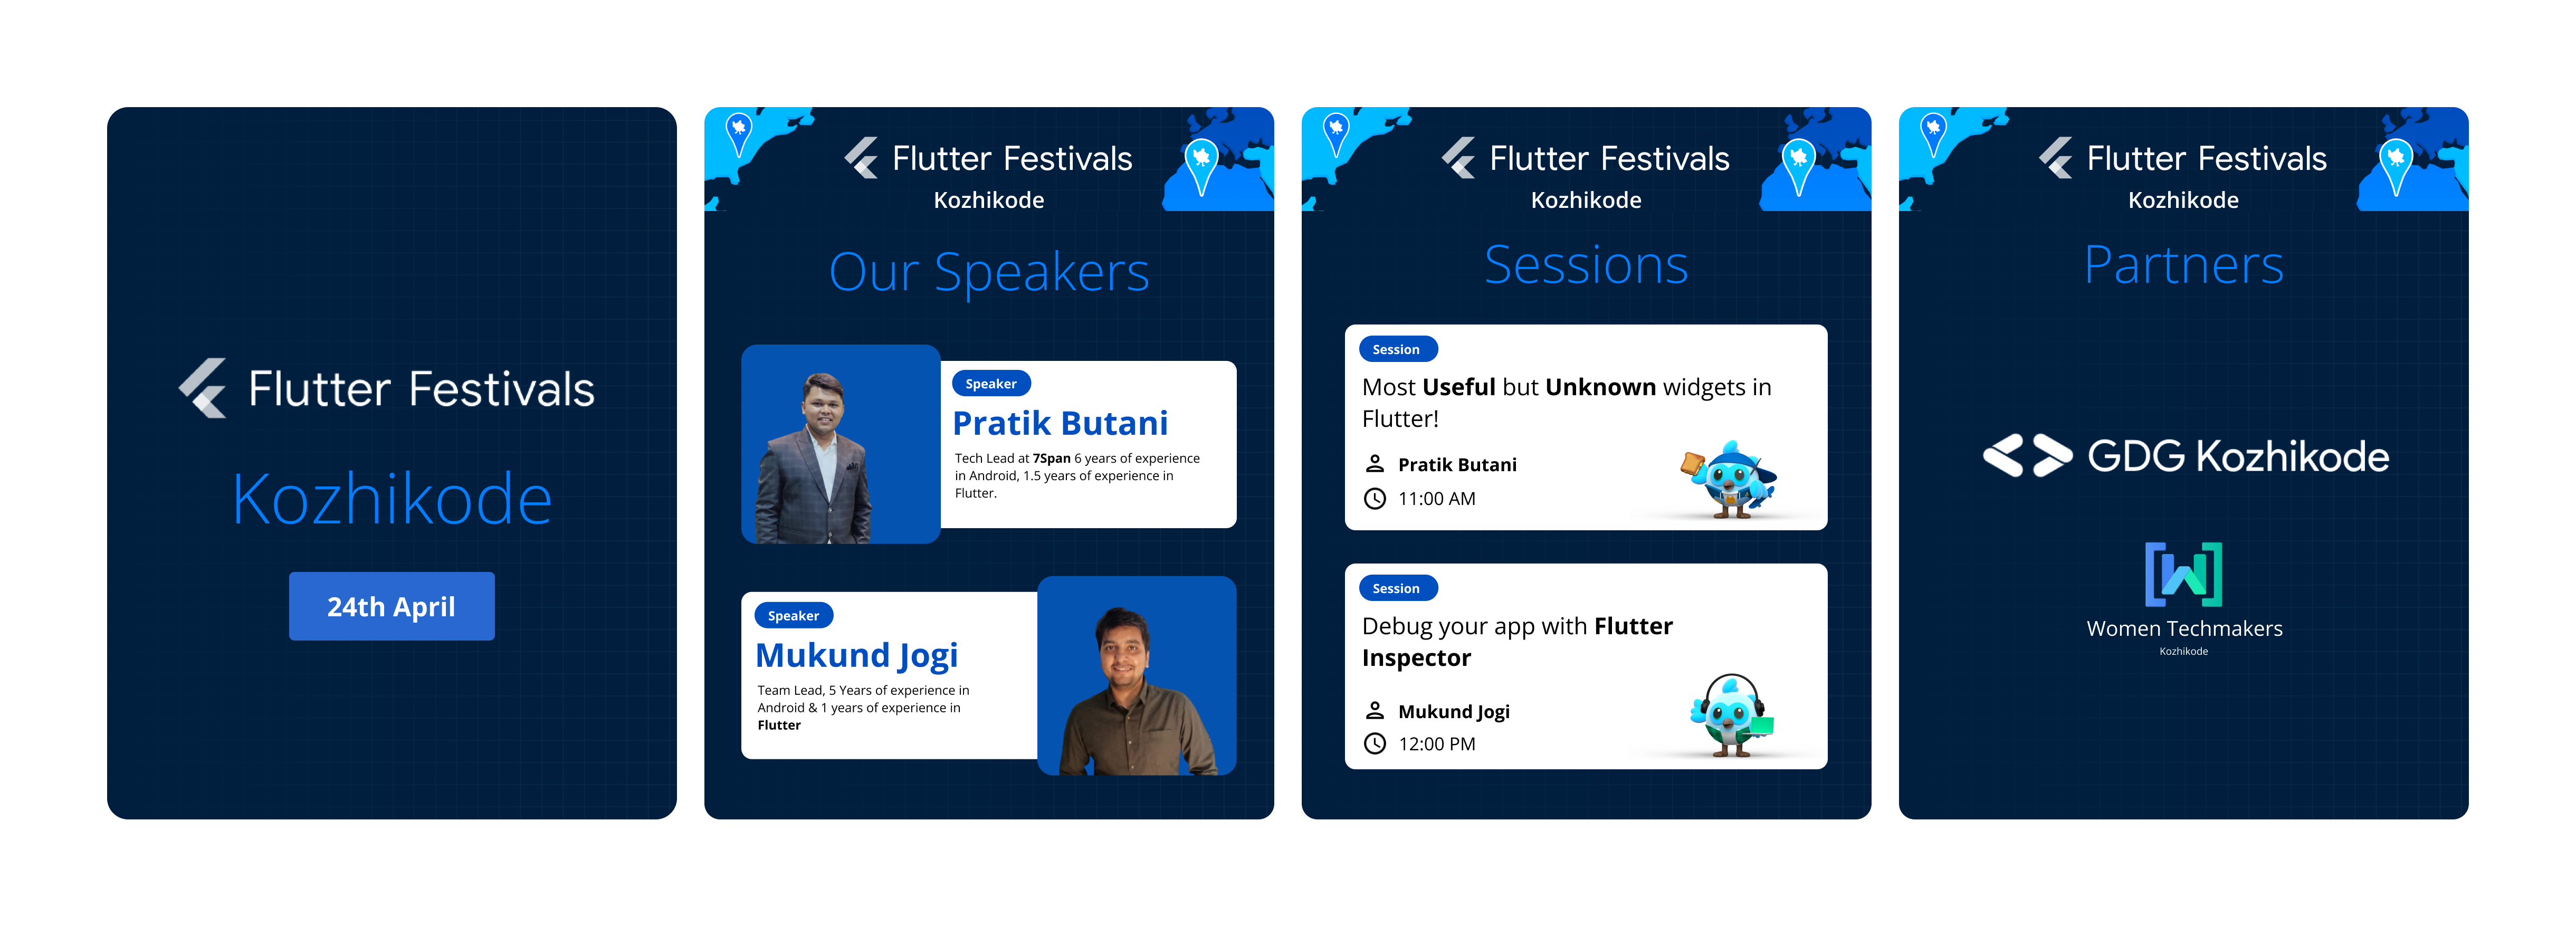 Flutter Festivals
Kozhikode
24th April
Flutter Festivals
Kozhikode
Our Speakers
Speaker
Pratik Butani
Tech Lead at 7Span 6 years of experience
in Android, 1.5 years of experience in
Flutter.
Speaker
Mukund Jogi
Team Lead, 5 Years of experience in
Android & 1 years of experience in
Flutter
Flutter Festivals
Kozhikode
Sessions
Session
Most Useful but Unknown widgets in
Flutter!
Pratik Butani
11:00 AM
Session
Debug your app with Flutter
Inspector
Mukund Jogi
12:00 PM
Flutter Festivals
Kozhikode
Partners
GDG Kozhikode
Women Techmakers
Kozhikode